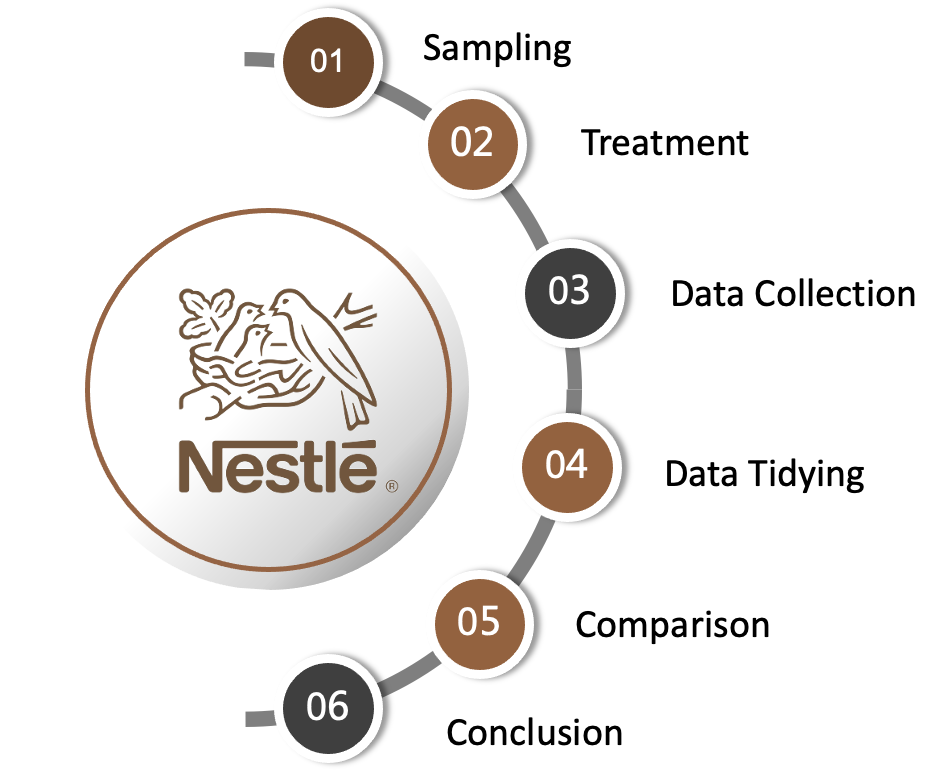 01
Sampling
02
Treatment
03
Data Collection
04
Data Tidying
05
Comparison
06
Conclusion
Nestlé
®